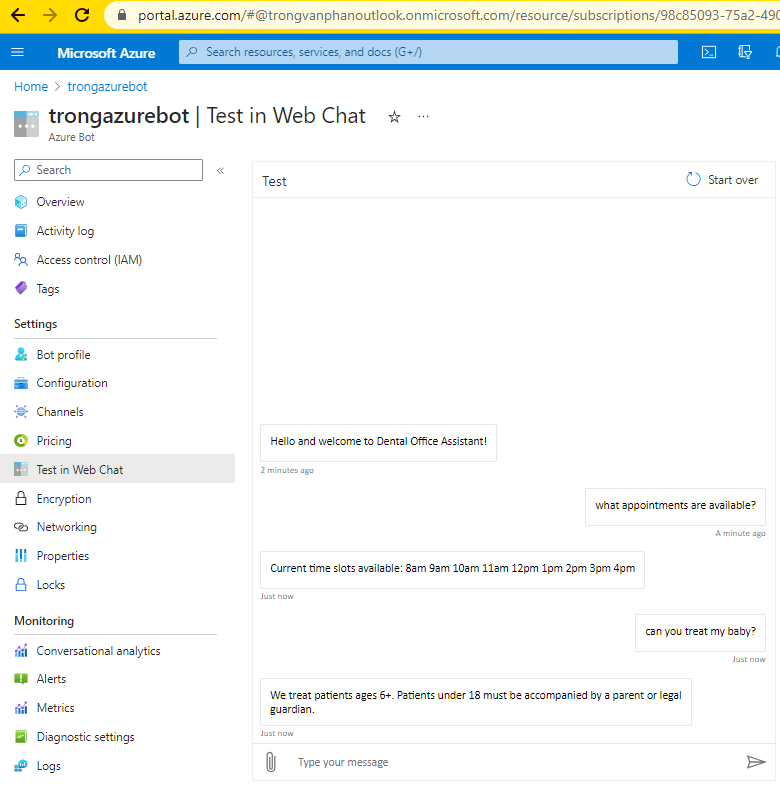 portal.azure.com/#@trongvanphanoutlook.onmicrosoft.com/resource/subscriptions/98c85093-75a2-490
Microsoft Azure
Search resources, services, and docs (G+/)
Home > trongazurebot
trongazurebot | Test in Web Chat
Azure Bot
Search
«
Overview
Activity log
Access control (IAM)
Tags
Settings
Bot profile
Configuration
Channels
Pricing
Test in Web Chat
Encryption
Networking
Properties
Locks
Monitoring
Conversational analytics
Alerts
Metrics
Diagnostic settings
Logs
Test
Start over
Hello and welcome to Dental Office Assistant!
2 minutes ago
what appointments are available?
A minute ago
Current time slots available: 8am 9am 10am 11am 12pm 1pm 2pm 3pm 4pm
Just now
can you treat my baby?
Just now
We treat patients ages 6+. Patients under 18 must be accompanied by a parent or legal
guardian.
Just now
Type your message